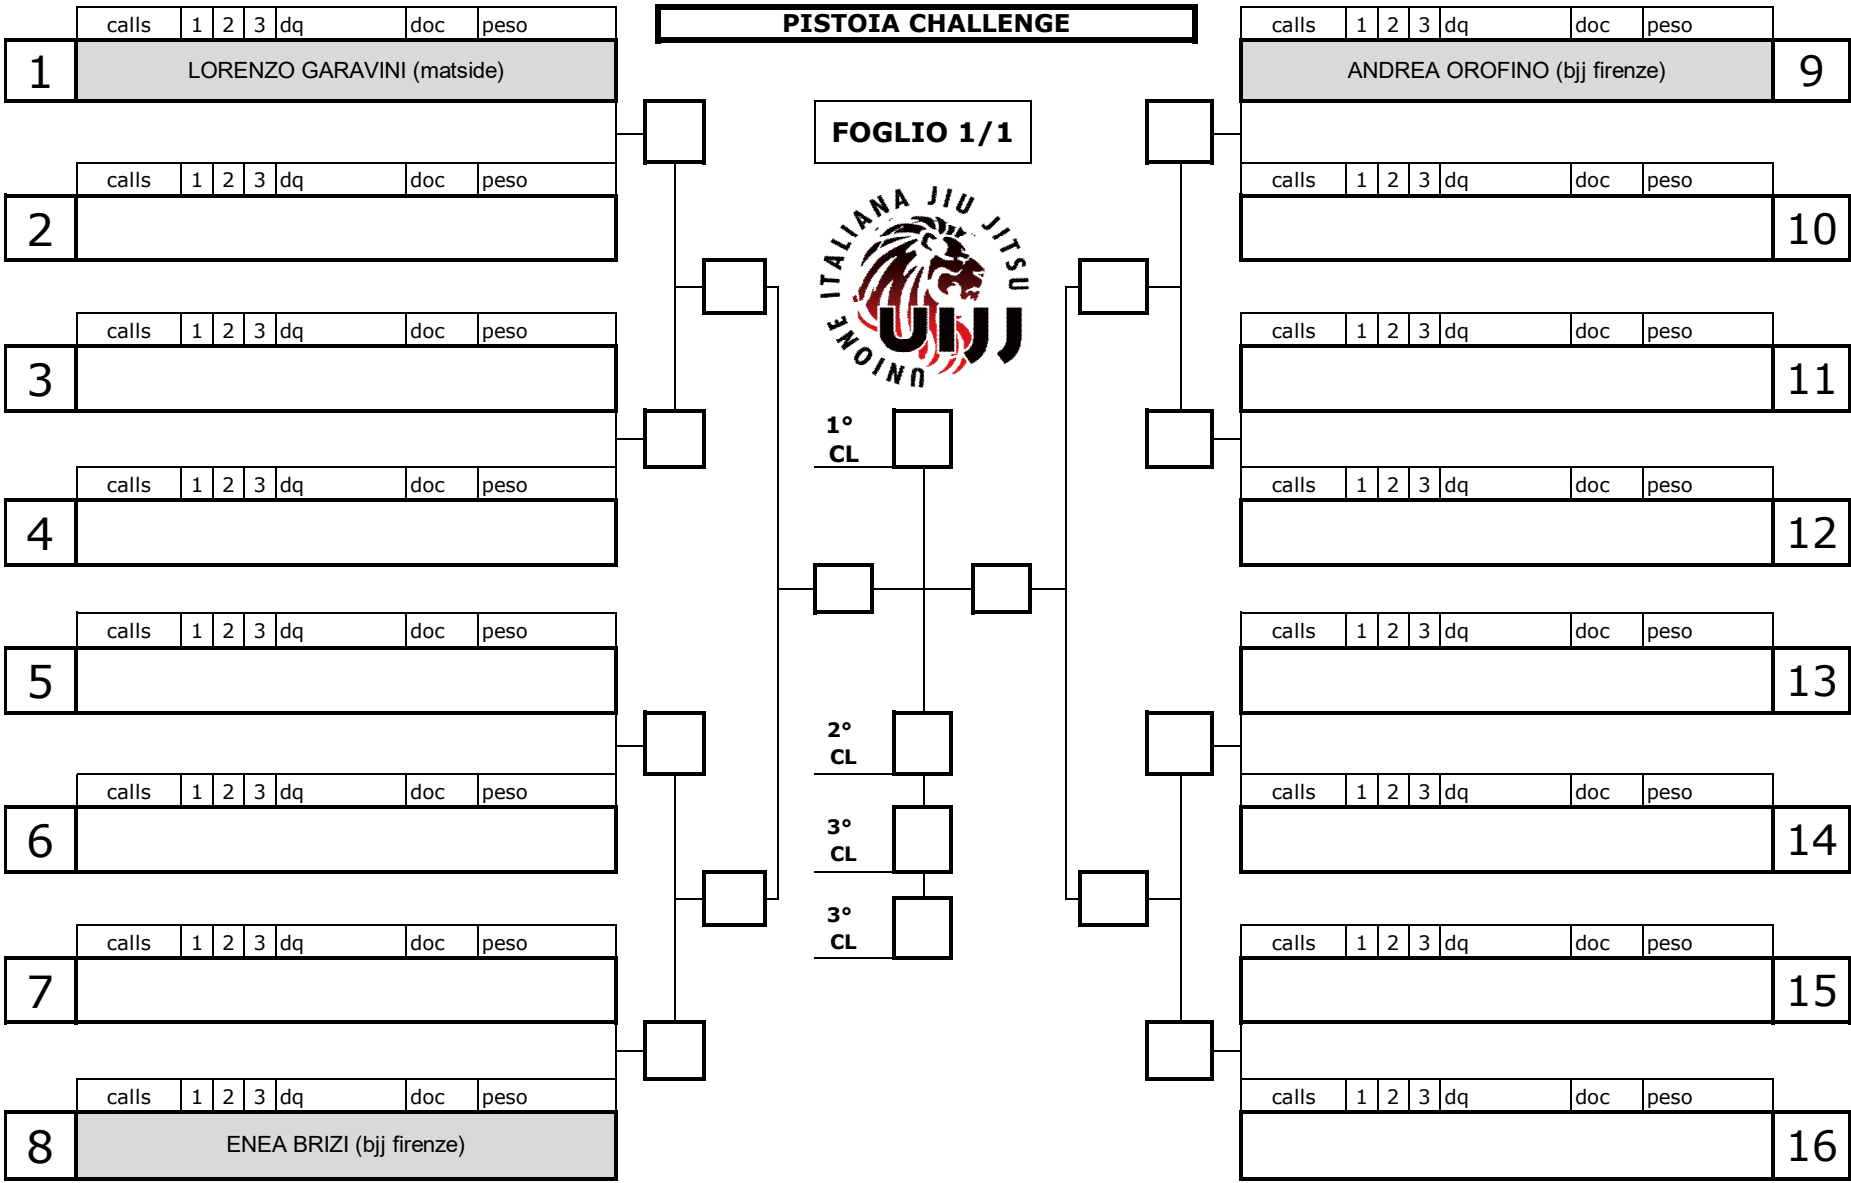 PISTOIA CHALLENGE
calls 1 2 3 dq doc peso
1 LORENZO GARAVINI (matside)
calls 1 2 3 dq doc peso
2
calls 1 2 3 dq doc peso
3
calls 1 2 3 dq doc peso
4
calls 1 2 3 dq doc peso
5
calls 1 2 3 dq doc peso
6
calls 1 2 3 dq doc peso
7
calls 1 2 3 dq doc peso
8 ENEA BRIZI (bjj firenze)
FOGLIO 1/1
UNIONE ITALIANA JIU JITSU
UIJJ
1°
CL
2°
CL
3°
CL
3°
CL
calls 1 2 3 dq doc peso
ANDREA OROFINO (bjj firenze) 9
calls 1 2 3 dq doc peso
10
calls 1 2 3 dq doc peso
11
calls 1 2 3 dq doc peso
12
calls 1 2 3 dq doc peso
13
calls 1 2 3 dq doc peso
14
calls 1 2 3 dq doc peso
15
calls 1 2 3 dq doc peso
16